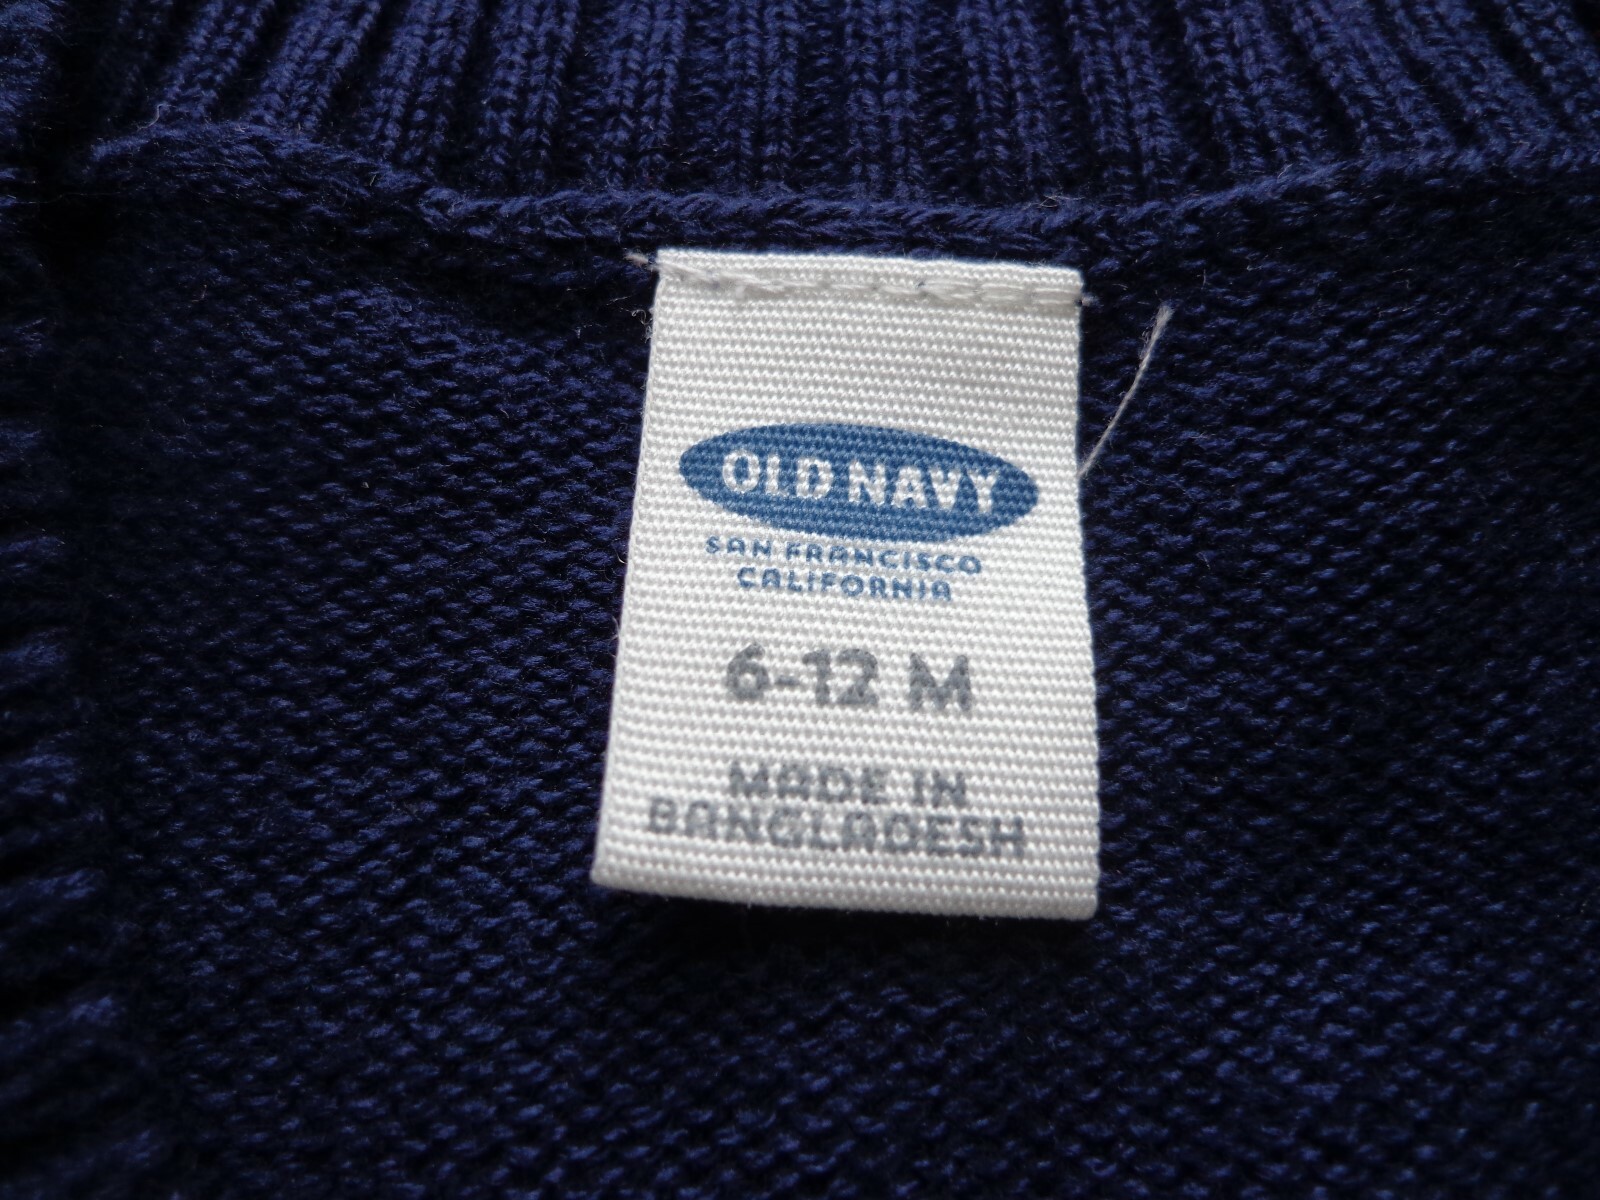 OLD NAVY
SAN FRANCISCO
CALIFORNIA
6-12 M
MADE IN
BANGLADESH